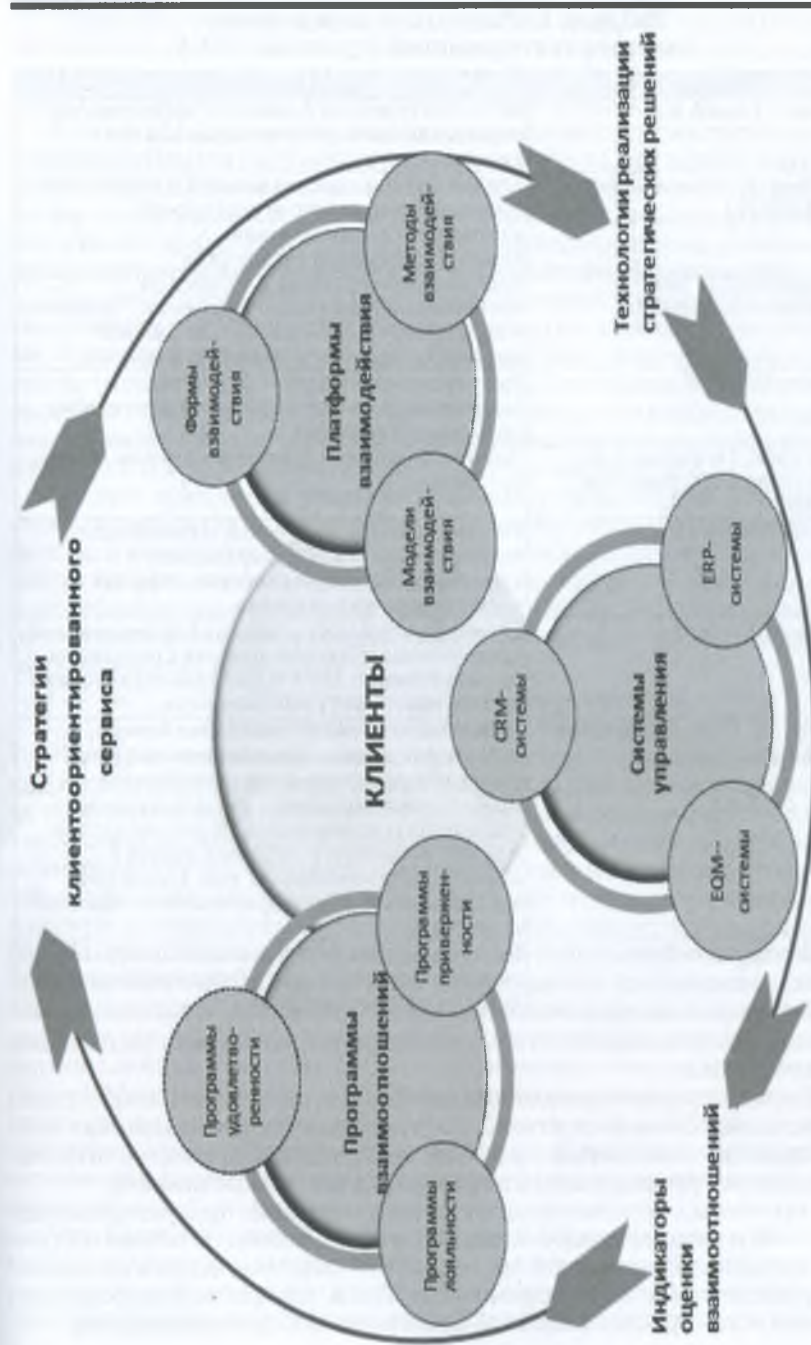 Стратегии
клиентоориентированного
сервиса
Программы
удовлетво-
ренности
Программы
взаимоотношений
Программы
лояльности
Программы
привержен-
ности
КЛИЕНТЫ
Формы
взаимодей-
ствия
Платформы
взаимодействия
Модели
взаимодей-
ствия
Методы
взаимодей-
ствия
CRM-
системы
Системы
управления
EQM--
системы
ERP-
системы
Индикаторы
оценки
взаимоотношений
Технологии реализации
стратегических решений